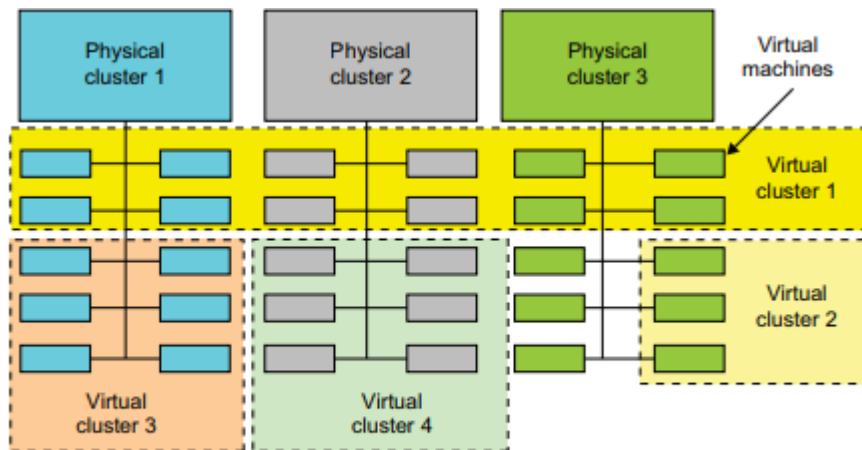 Physical
cluster 1
Physical
cluster 2
Physical
cluster 3
Virtual
machines
Virtual
cluster 1
Virtual
cluster 2
Virtual
cluster 3
Virtual
cluster 4